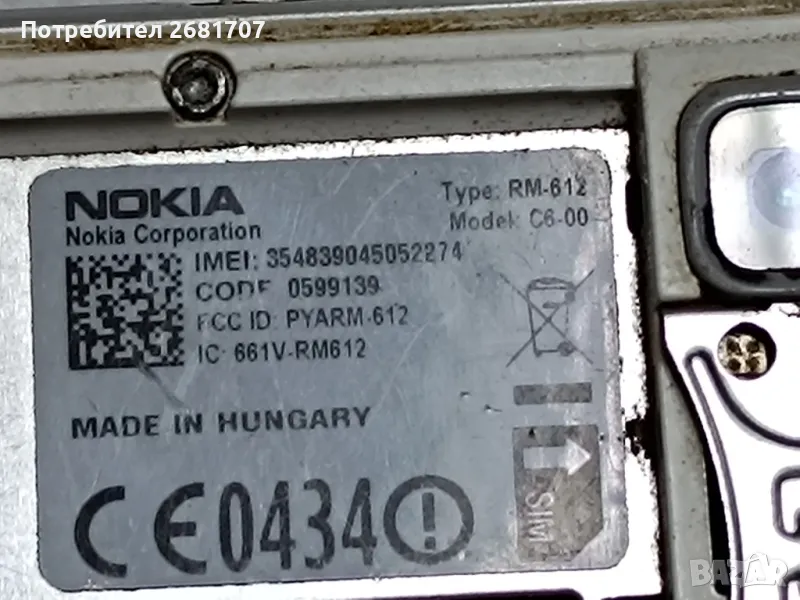 Потребител 2681707
NOKIA
Nokia Corporation
Type: RM-612
Model: C6-00
IMEI: 354839045052274
CODE 0599139
FCC ID: PYARM-612
IC: 661V-RM612
MADE IN HUNGARY
CE0434
SIM
BAZAR